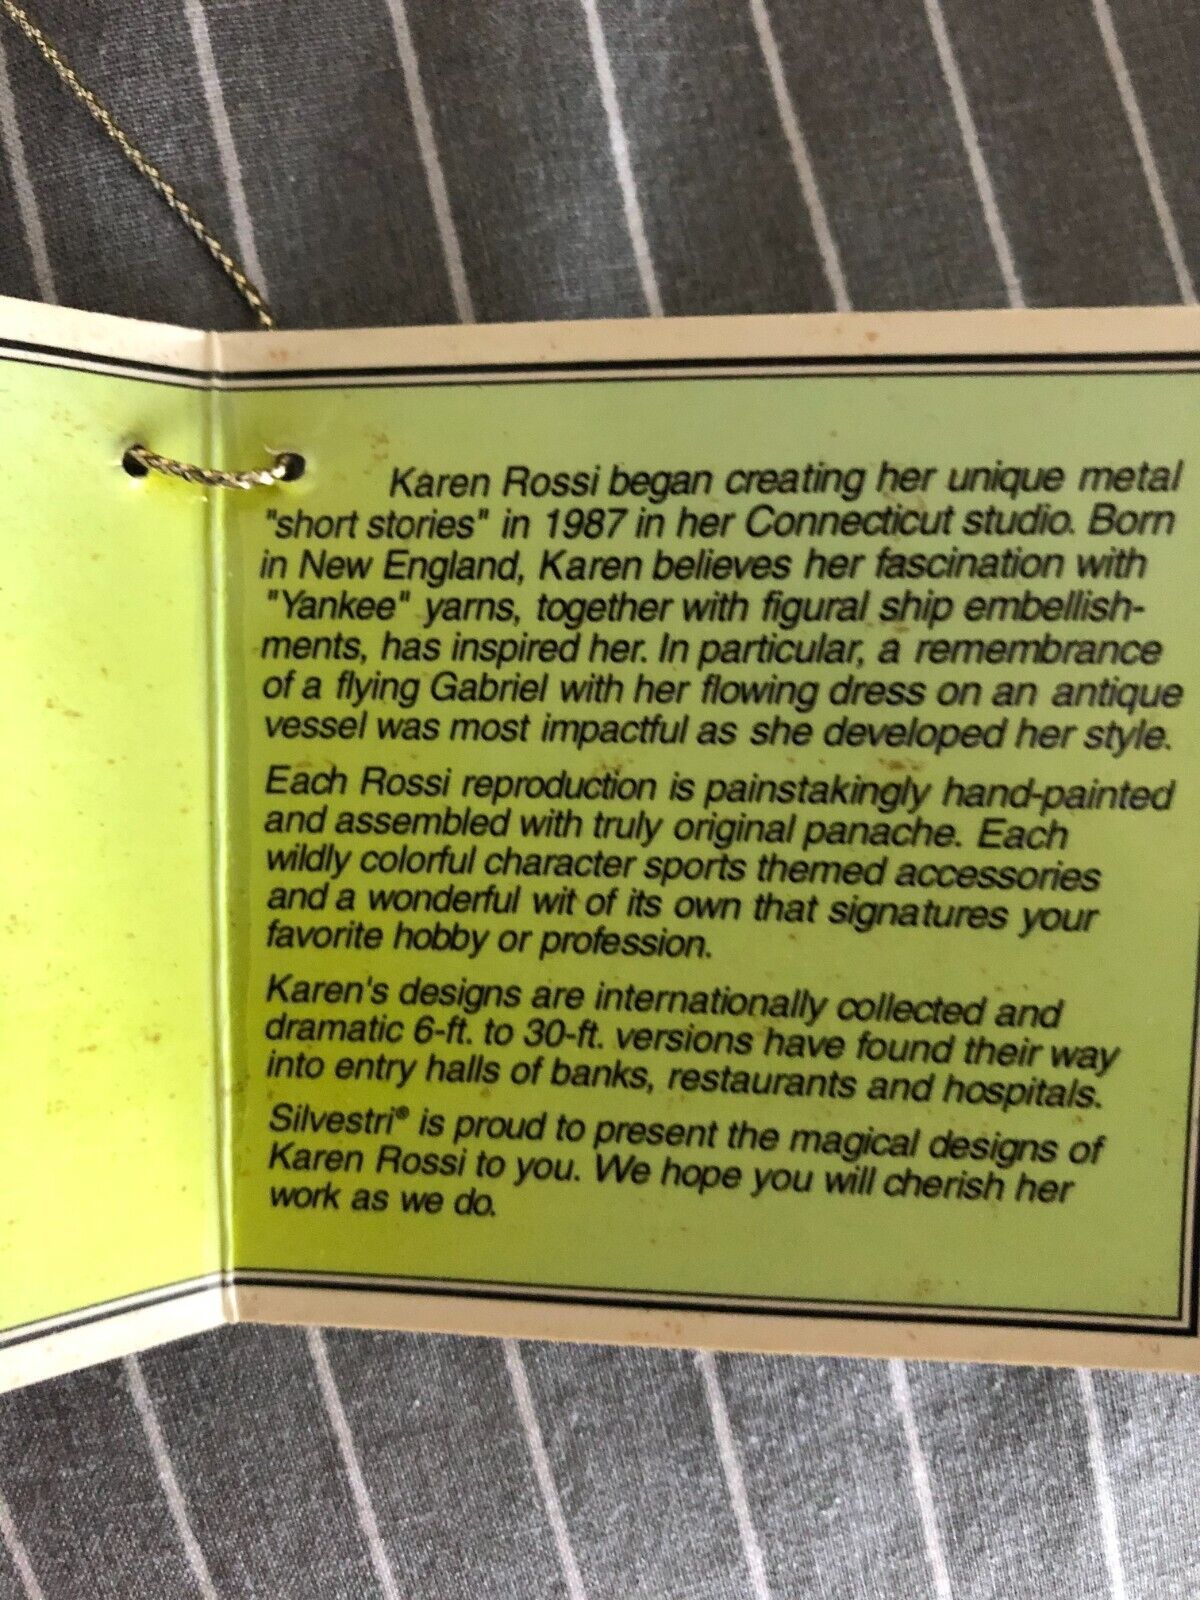 Karen Rossi began creating her unique metal
"short stories" in 1987 in her Connecticut studio. Born
in New England, Karen believes her fascination with
"Yankee" yarns, together with figural ship embellish-
ments, has inspired her. In particular, a remembrance
of a flying Gabriel with her flowing dress on an antique
vessel was most impactful as she developed her style.
Each Rossi reproduction is painstakingly hand-painted
and assembled with truly original panache. Each
wildly colorful character sports themed accessories
and a wonderful wit of its own that signatures your
favorite hobby or profession.
Karen's designs are internationally collected and
dramatic 6-ft. to 30-ft. versions have found their way
into entry halls of banks, restaurants and hospitals.
Silvestri® is proud to present the magical designs of
Karen Rossi to you. We hope you will cherish her
work as we do.